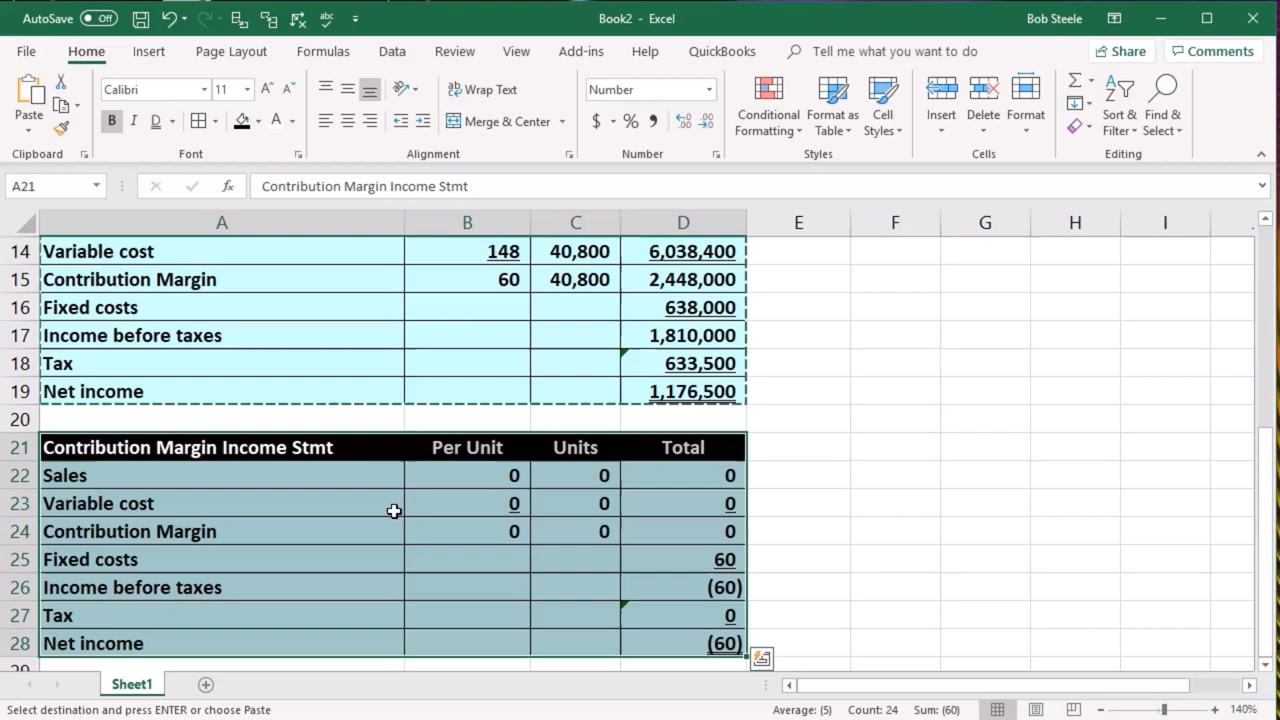 AutoSave Off Book2 - Excel Bob Steele
File Home Insert Page Layout Formulas Data Review View Add-ins Help QuickBooks Tell me what you want to do Share Comments
Paste Calibri 11 A A Wrap Text Number Conditional Formatting Format as Table Cell Styles Insert Delete Format Sort & Filter Find & Select
B I D A Merge & Center $ % 9
Clipboard Font Alignment Number Styles Cells Editing
A21 fx Contribution Margin Income Stmt
A B C D E F G H I
14 Variable cost 148 40,800 6,038,400
15 Contribution Margin 60 40,800 2,448,000
16 Fixed costs 638,000
17 Income before taxes 1,810,000
18 Tax 633,500
19 Net income 1,176,500
20
21 Contribution Margin Income Stmt Per Unit Units Total
22 Sales 0 0 0
23 Variable cost 0 0 0
24 Contribution Margin 0 0 0
25 Fixed costs 60
26 Income before taxes (60)
27 Tax 0
28 Net income (60)
Sheet1
Select destination and press ENTER or choose Paste Average: (5) Count: 24 Sum: (60) 140%